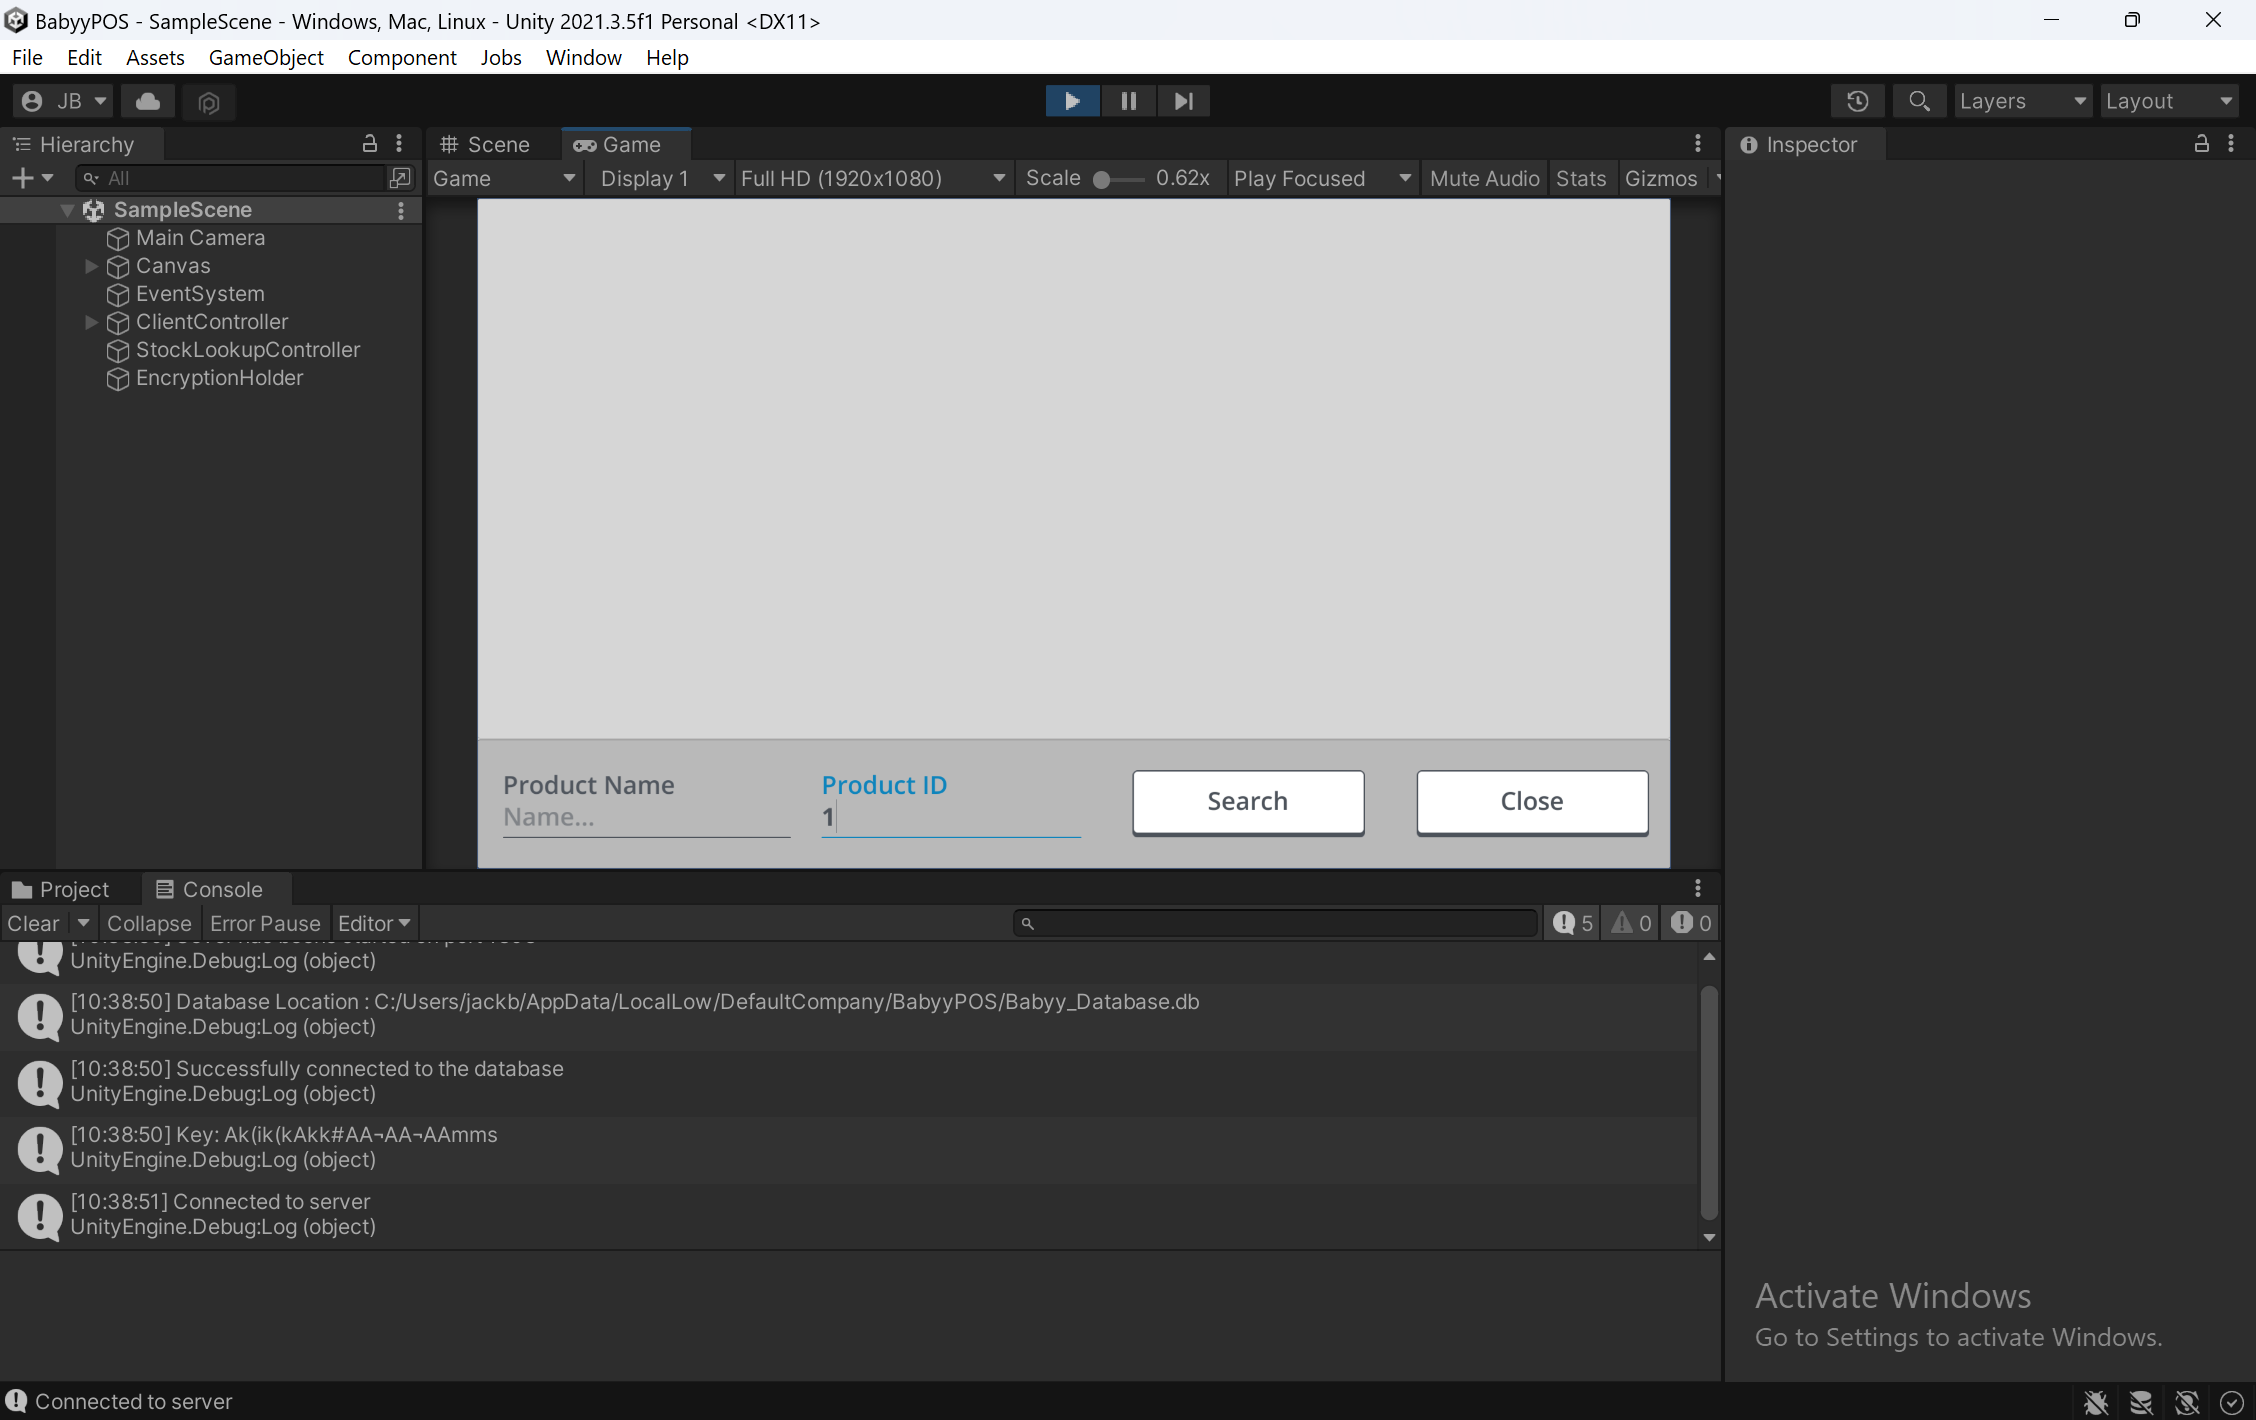 BabyyPOS - SampleScene - Windows, Mac, Linux - Unity 2021.3.5f1 Personal <DX11>
File Edit Assets GameObject Component Jobs Window Help
JB Layers Layout
Hierarchy Scene Game Inspector
All Game Display 1 Full HD (1920x1080) Scale 0.62x Play Focused Mute Audio Stats Gizmos
SampleScene
Main Camera
Canvas
EventSystem
ClientController
StockLookupController
EncryptionHolder
Product Name Product ID
Name... 1
Search Close
Project Console
Clear Collapse Error Pause Editor 5 0 0
UnityEngine.Debug:Log (object)
[10:38:50] Database Location : C:/Users/jackb/AppData/LocalLow/DefaultCompany/BabyyPOS/Babyy_Database.db
UnityEngine.Debug:Log (object)
[10:38:50] Successfully connected to the database
UnityEngine.Debug:Log (object)
[10:38:50] Key: Ak(ik(kAkk#AA¬AA¬AAmms
UnityEngine.Debug:Log (object)
[10:38:51] Connected to server
UnityEngine.Debug:Log (object)
Activate Windows
Go to Settings to activate Windows.
Connected to server